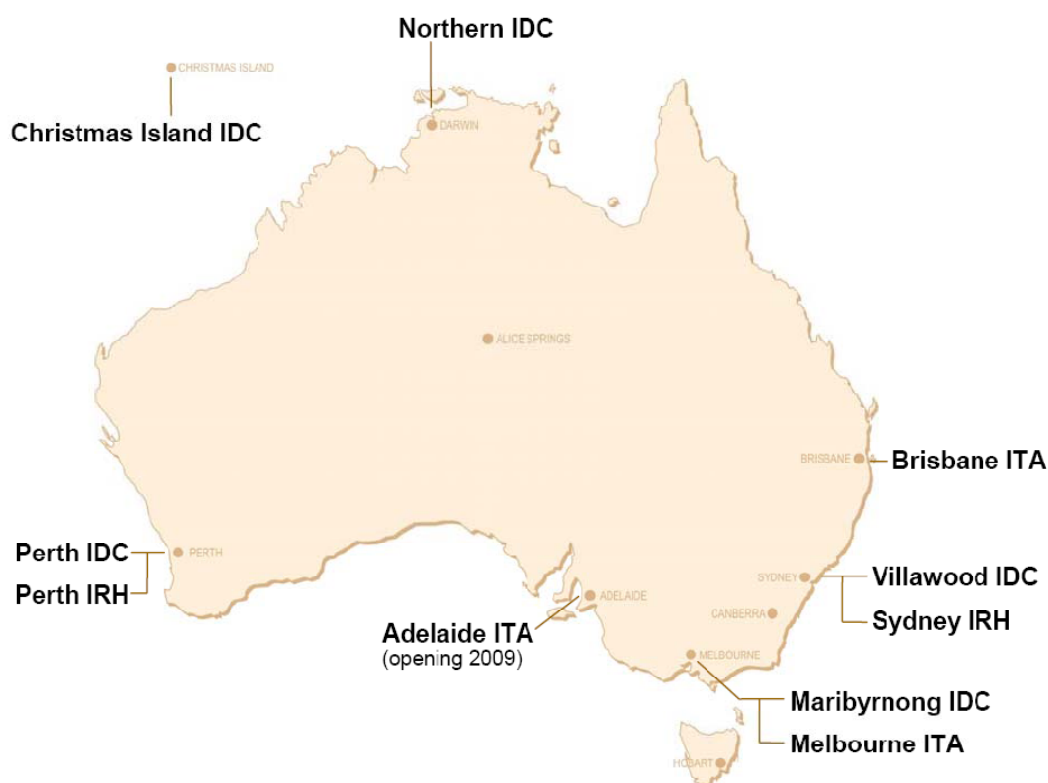 Northern IDC
CHRISTMAS ISLAND
Christmas Island IDC
DARWIN
ALICE SPRINGS
BRISBANE
Brisbane ITA
Perth IDC
PERTH
Perth IRH
SYDNEY
Villawood IDC
ADELAIDE
CANBERRA
Sydney IRH
Adelaide ITA
(opening 2009)
MELBOURNE
Maribyrnong IDC
Melbourne ITA
HOBART